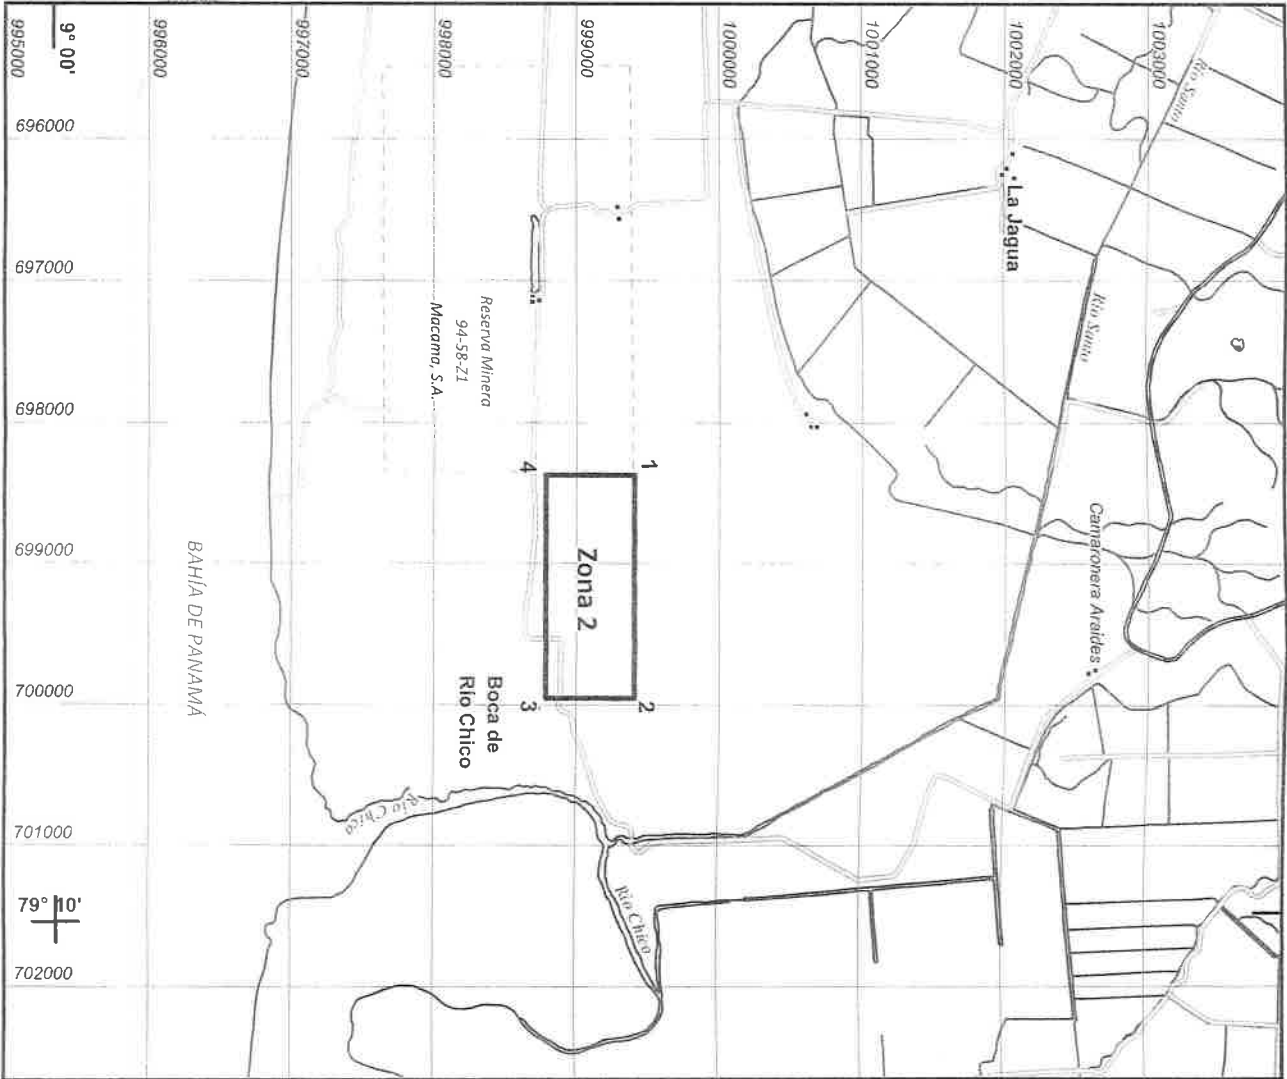 9° 00'
995000
996000
997000
998000
999000
1000000
1001000
1002000
1003000
696000
697000
698000
699000
700000
701000
702000
79° 10'
Río Santo
La Jagua
Río Santo
Camaronera Araides
Reserva Minera
94-58-Z1
Macama, S.A.
1
2
3
4
Zona 2
Boca de
Río Chico
BAHÍA DE PANAMÁ
Río Chico
Río Chico